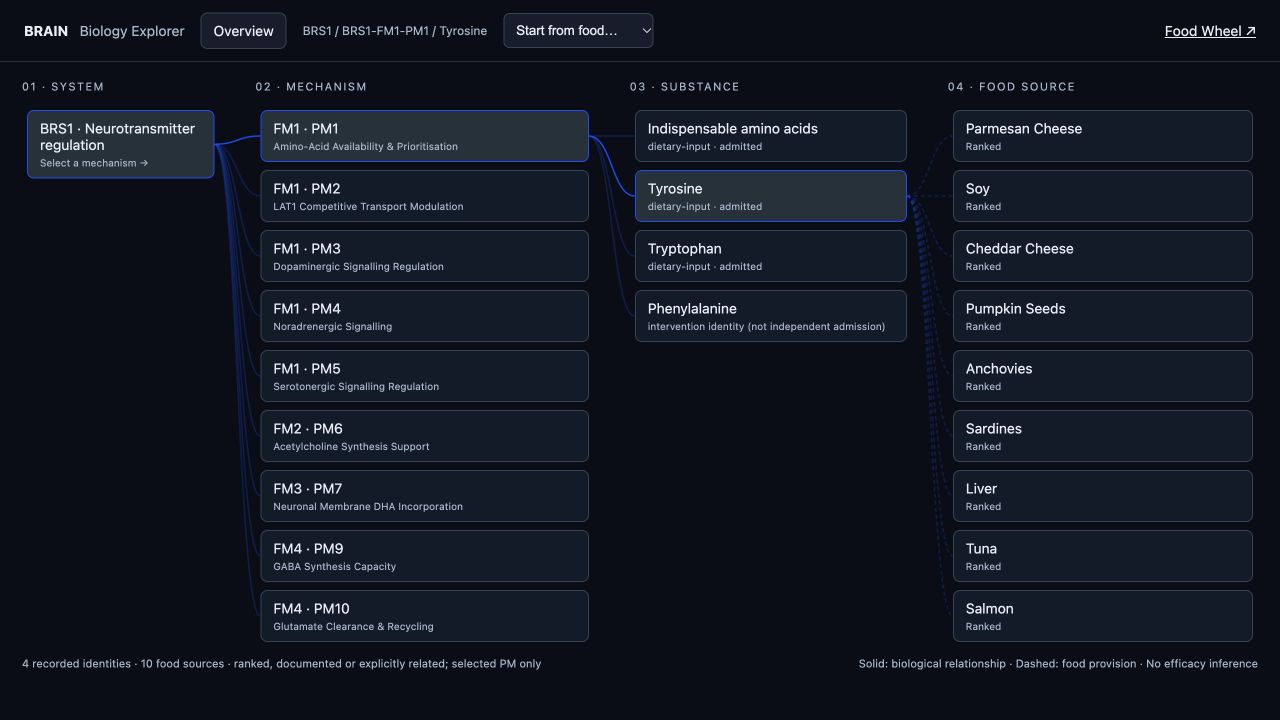 BRAIN Biology Explorer
Overview
BRS1 / BRS1-FM1-PM1 / Tyrosine
Start from food...
Food Wheel ↗
01 · SYSTEM
BRS1 · Neurotransmitter
regulation
Select a mechanism →
02 · MECHANISM
FM1 · PM1
Amino-Acid Availability & Prioritisation
FM1 · PM2
LAT1 Competitive Transport Modulation
FM1 · PM3
Dopaminergic Signalling Regulation
FM1 · PM4
Noradrenergic Signalling
FM1 · PM5
Serotonergic Signalling Regulation
FM2 · PM6
Acetylcholine Synthesis Support
FM3 · PM7
Neuronal Membrane DHA Incorporation
FM4 · PM9
GABA Synthesis Capacity
FM4 · PM10
Glutamate Clearance & Recycling
03 · SUBSTANCE
Indispensable amino acids
dietary-input · admitted
Tyrosine
dietary-input · admitted
Tryptophan
dietary-input · admitted
Phenylalanine
intervention identity (not independent admission)
04 · FOOD SOURCE
Parmesan Cheese
Ranked
Soy
Ranked
Cheddar Cheese
Ranked
Pumpkin Seeds
Ranked
Anchovies
Ranked
Sardines
Ranked
Liver
Ranked
Tuna
Ranked
Salmon
Ranked
4 recorded identities · 10 food sources · ranked, documented or explicitly related; selected PM only
Solid: biological relationship · Dashed: food provision · No efficacy inference